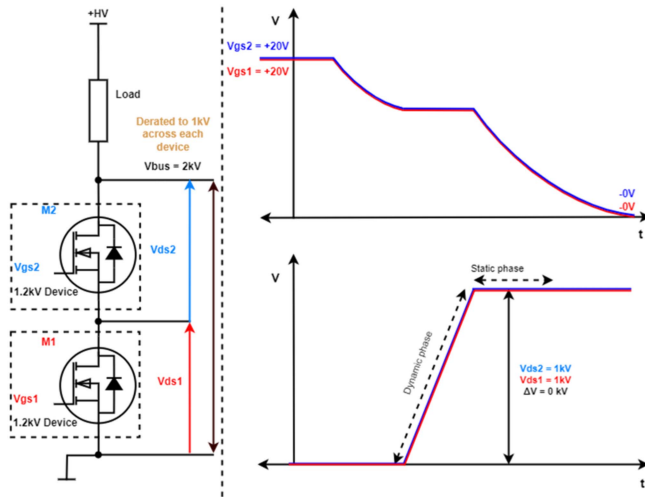 +HV
Load
Derated to 1kV
across each
device
Vbus = 2kV
M2
Vgs2
Vds2
1.2kV Device
M1
Vgs1
Vds1
1.2kV Device
V
Vgs2 = +20V
Vgs1 = +20V
-0V
-0V
t
V
Static phase
Dynamic phase
Vds2 = 1kV
Vds1 = 1kV
ΔV = 0 kV
t